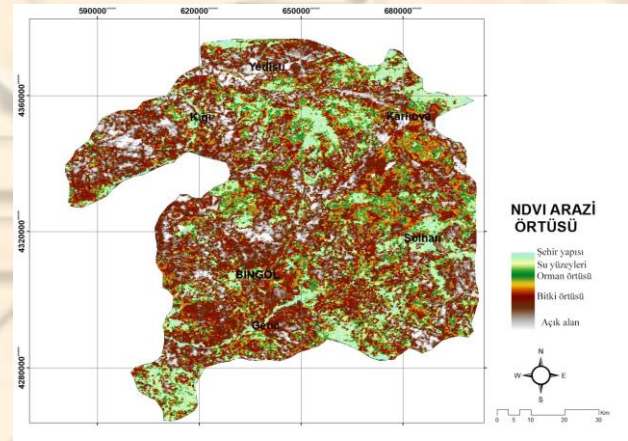 590000
620000
650000
680000
4360000
4320000
4280000
Yedisu
Kiğı
Karlıova
Solhan
BİNGÖL
Genç
NDVI ARAZİ
ÖRTÜSÜ
Şehir yapısı
Su yüzeyleri
Orman örtüsü
Bitki örtüsü
Açık alan
N
W
E
S
0 5 10 20 30
Km